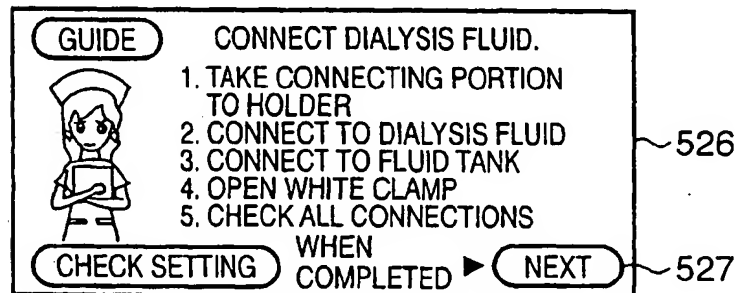 GUIDE
CONNECT DIALYSIS FLUID.
1. TAKE CONNECTING PORTION
TO HOLDER
2. CONNECT TO DIALYSIS FLUID
3. CONNECT TO FLUID TANK
4. OPEN WHITE CLAMP
5. CHECK ALL CONNECTIONS
CHECK SETTING
WHEN
COMPLETED ▶
NEXT
526
527